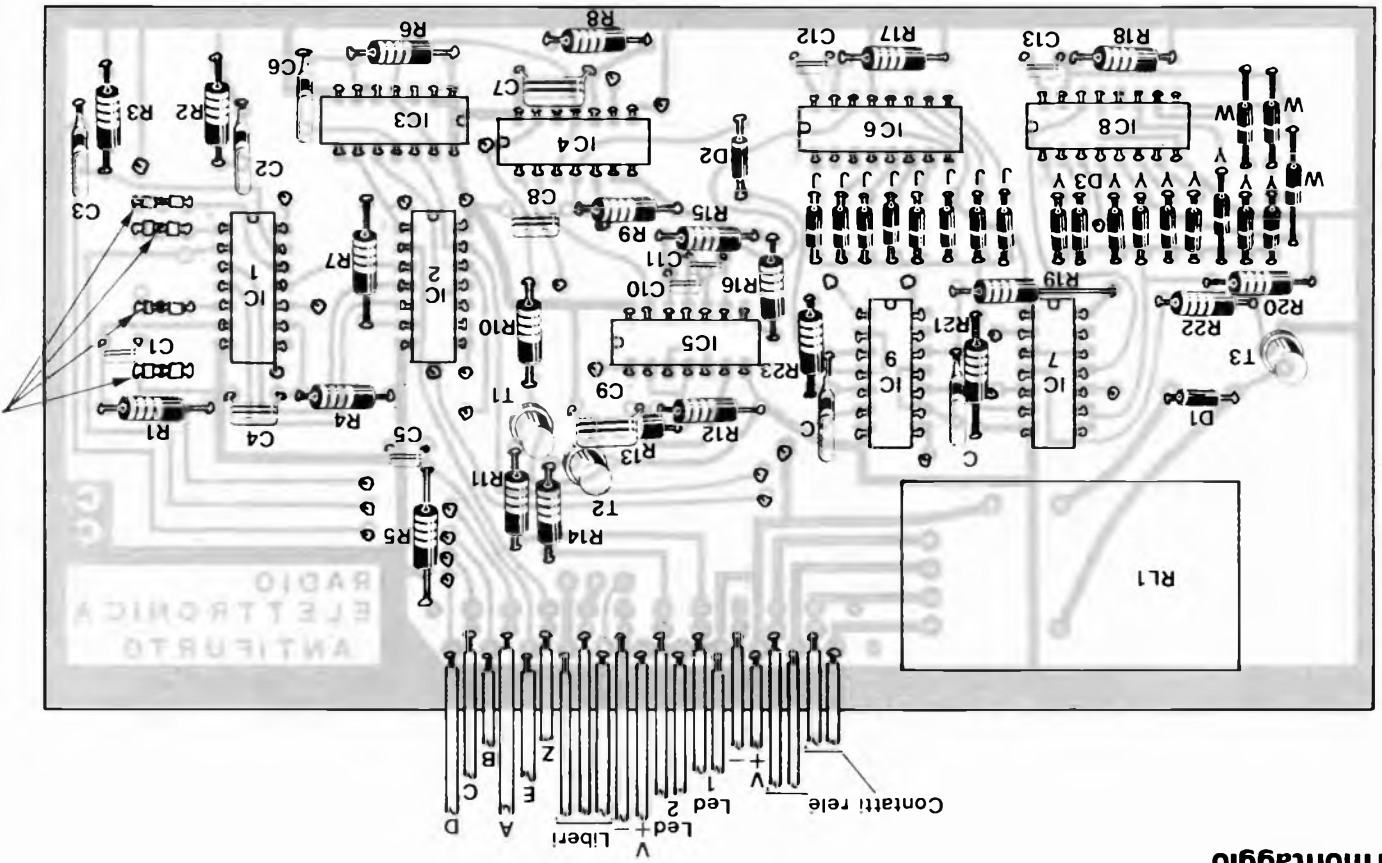 montaggio
Contatti relè
V + -
Led 1
Led 2
V
+ Led -
Liberi
Z
E
A
B
C
D
RADIO
ELETTRONICA
ANTIFURTO
RL1
R14
R5
T2
R11
C5
C
C
R13
D1
R12
T1
R4
C4
R1
T3
IC 7
R21
IC 9
R23
C9
C1
R22
IC5
R10
R20
R19
R16
C10
C11
IC 2
R7
IC 1
R15
R9
C8
C3
W
Y
Y
Y
Y
Y
Y
D3
Y
J
J
J
J
J
J
J
J
D2
C2
W
W
IC8
IC6
IC4
IC3
R2
R3
C7
C6
R18
C13
R17
C12
R8
R6